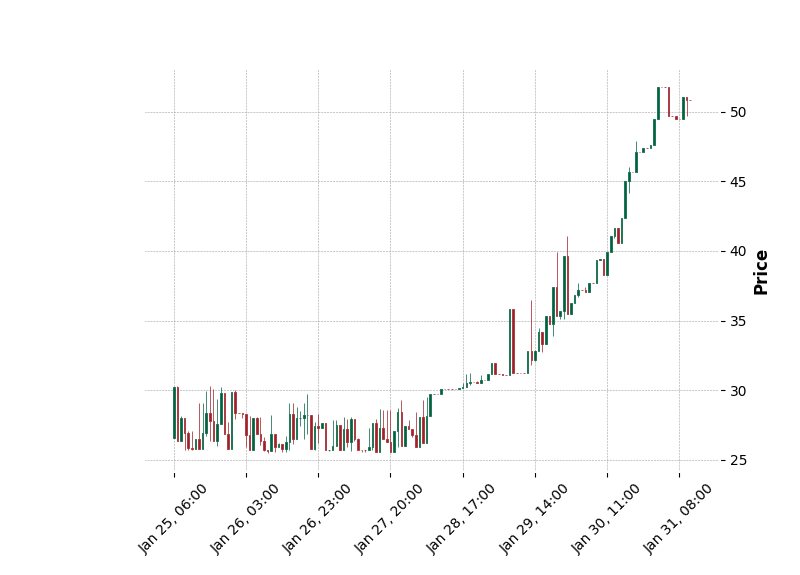 50
45
40
35
30
25
Price
Jan 25, 06:00
Jan 26, 03:00
Jan 26, 23:00
Jan 27, 20:00
Jan 28, 17:00
Jan 29, 14:00
Jan 30, 11:00
Jan 31, 08:00